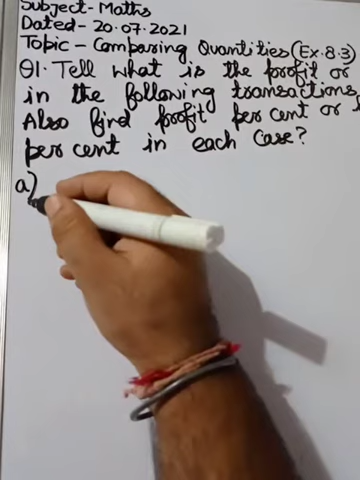 Subject-Maths
Dated- 20.07.2021
Topic - Comparing Quantities (Ex.8.3)
Q1. Tell what is the profit or
in the following transactions
Also find profit per cent or
per cent in each case?
a)